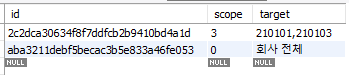 id scope target
2c2dca30634f8f7ddfcb2b9410bd4a1d 3 210101,210103
aba3211debf5becac3b5e833a46fe053 0 회사 전체
NULL NULL NULL